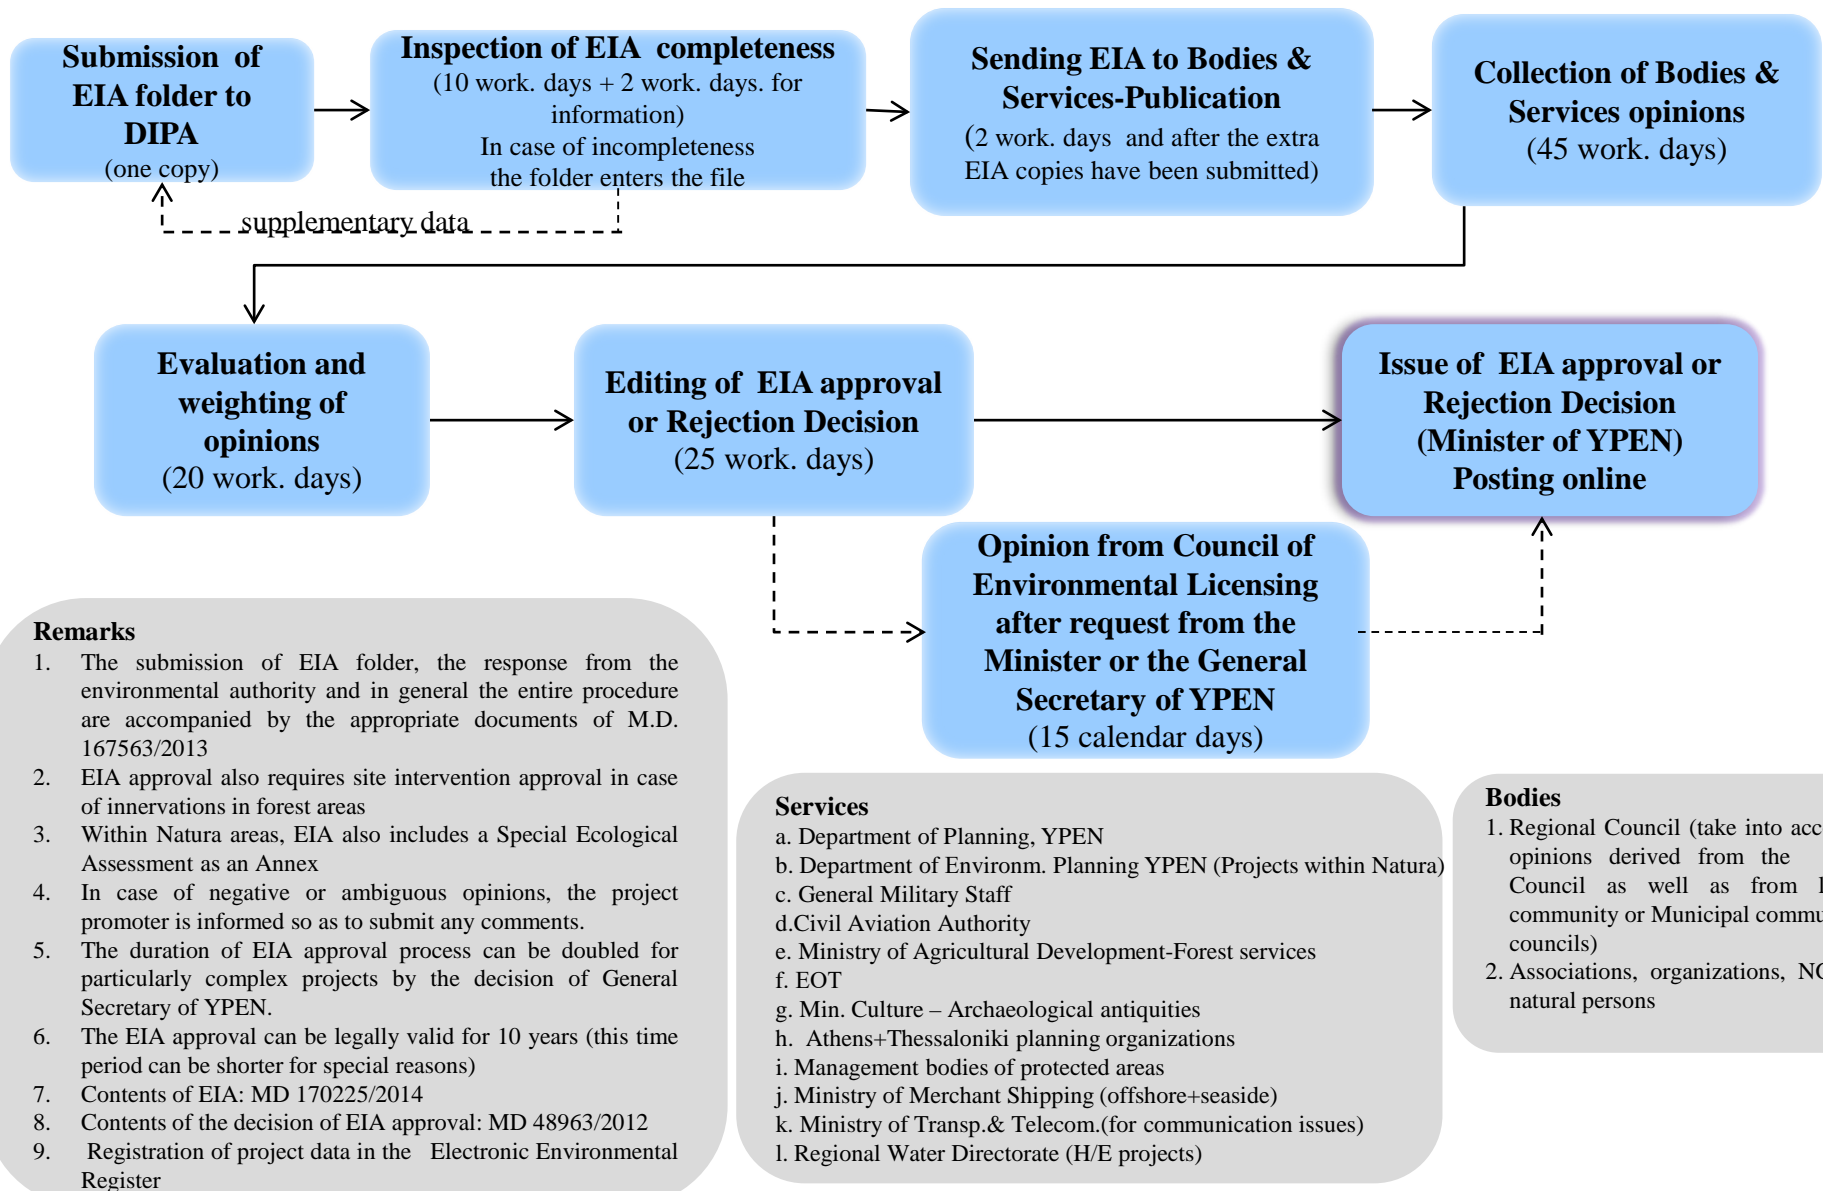 Submission of
EIA folder to
DIPA
(one copy)
Inspection of EIA completeness
(10 work. days + 2 work. days. for
information)
In case of incompleteness
the folder enters the file
Sending EIA to Bodies &
Services-Publication
(2 work. days and after the extra
EIA copies have been submitted)
Collection of Bodies &
Services opinions
(45 work. days)
supplementary data
Evaluation and
weighting of
opinions
(20 work. days)
Editing of EIA approval
or Rejection Decision
(25 work. days)
Issue of EIA approval or
Rejection Decision
(Minister of YPEN)
Posting online
Opinion from Council of
Environmental Licensing
after request from the
Minister or the General
Secretary of YPEN
(15 calendar days)
Remarks
1. The submission of EIA folder, the response from the
environmental authority and in general the entire procedure
are accompanied by the appropriate documents of M.D.
167563/2013
2. EIA approval also requires site intervention approval in case
of innervations in forest areas
3. Within Natura areas, EIA also includes a Special Ecological
Assessment as an Annex
4. In case of negative or ambiguous opinions, the project
promoter is informed so as to submit any comments.
5. The duration of EIA approval process can be doubled for
particularly complex projects by the decision of General
Secretary of YPEN.
6. The EIA approval can be legally valid for 10 years (this time
period can be shorter for special reasons)
7. Contents of EIA: MD 170225/2014
8. Contents of the decision of EIA approval: MD 48963/2012
9. Registration of project data in the Electronic Environmental
Register
Services
a. Department of Planning, YPEN
b. Department of Environm. Planning YPEN (Projects within Natura)
c. General Military Staff
d.Civil Aviation Authority
e. Ministry of Agricultural Development-Forest services
f. EOT
g. Min. Culture – Archaeological antiquities
h. Athens+Thessaloniki planning organizations
i. Management bodies of protected areas
j. Ministry of Merchant Shipping (offshore+seaside)
k. Ministry of Transp.& Telecom.(for communication issues)
l. Regional Water Directorate (H/E projects)
Bodies
1. Regional Council (take into
opinions derived from the
Council as well as from
community or Municipal
councils)
2. Associations, organizations,
natural persons